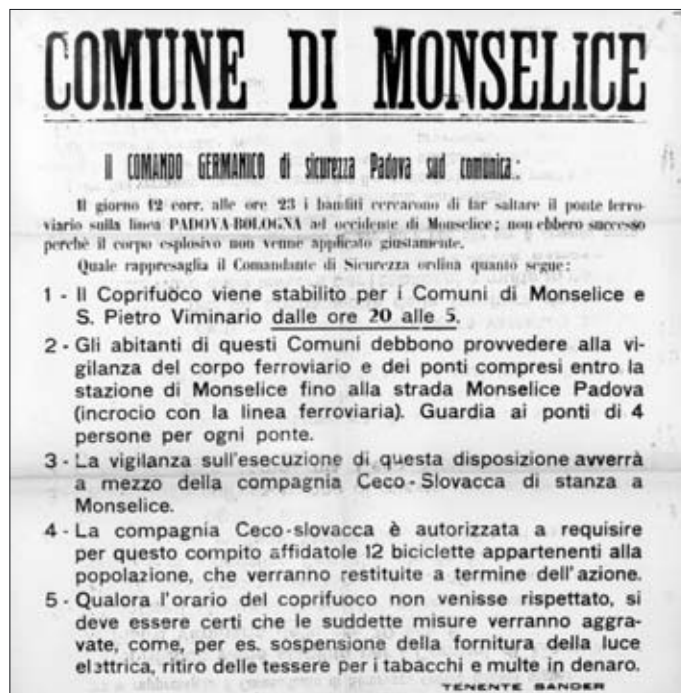 COMUNE DI MONSELICE
Il COMANDO GERMANICO di sicurezza Padova sud comunica:
Il giorno 12 corr. alle ore 23 i banditi cercarono di far saltare il ponte ferro-
viario sulla linea PADOVA-BOLOGNA ad occidente di Monselice; non ebbero successo
perchè il corpo esplosivo non venne applicato giustamente.
Quale rappresaglia il Comandante di Sicurezza ordina quanto segue:
1 - Il Coprifuöco viene stabilito per i Comuni di Monselice e
S. Pietro Viminario dalle ore 20 alle 5.
2 - Gli abitanti di questi Comuni debbono provvedere alla vi-
gilanza del corpo ferroviario e dei ponti compresi entro la
stazione di Monselice fino alla strada Monselice Padova
(incrocio con la linea ferroviaria). Guardia ai ponti di 4
persone per ogni ponte.
3 - La vigilanza sull'esecuzione di questa disposizione avverrà
a mezzo della compagnia Ceco-Slovacca di stanza a
Monselice.
4 - La compagnia Ceco-slovacca è autorizzata a requisire
per questo compito affidatole 12 biciclette appartenenti alla
popolazione, che verranno restituite a termine dell'azione.
5 - Qualora l'orario del coprifuoco non venisse rispettato, si
deve essere certi che le suddette misure verranno aggra-
vate, come, per es. sospensione della fornitura della luce
elettrica, ritiro delle tessere per i tabacchi e multe in denaro.
TENENTE SANDER